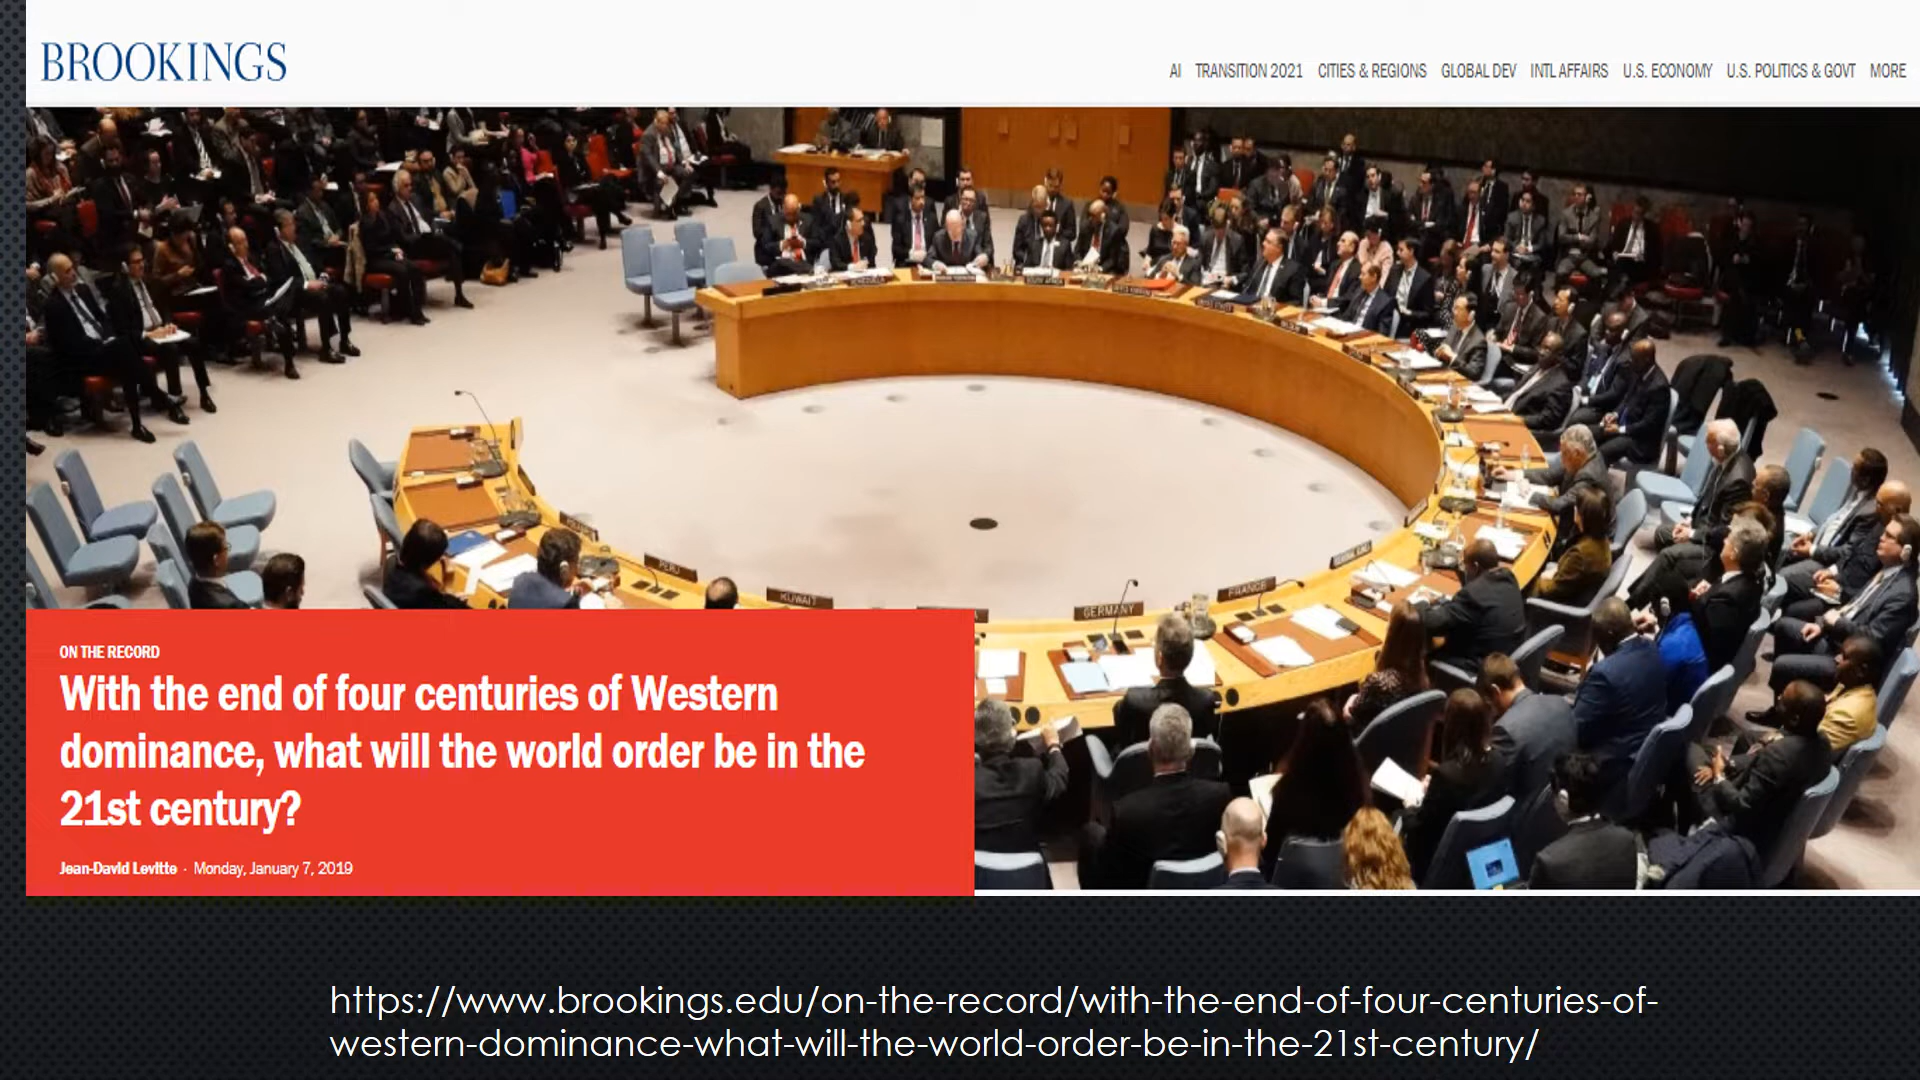 BROOKINGS
AI TRANSITION 2021 CITIES & REGIONS GLOBAL DEV INTL AFFAIRS U.S. ECONOMY U.S. POLITICS & GOVT MORE
PERU
KUWAIT
GERMANY
FRANCE
ON THE RECORD
With the end of four centuries of Western
dominance, what will the world order be in the
21st century?
Jean-David Levitte · Monday, January 7, 2019
https://www.brookings.edu/on-the-record/with-the-end-of-four-centuries-of-
western-dominance-what-will-the-world-order-be-in-the-21st-century/